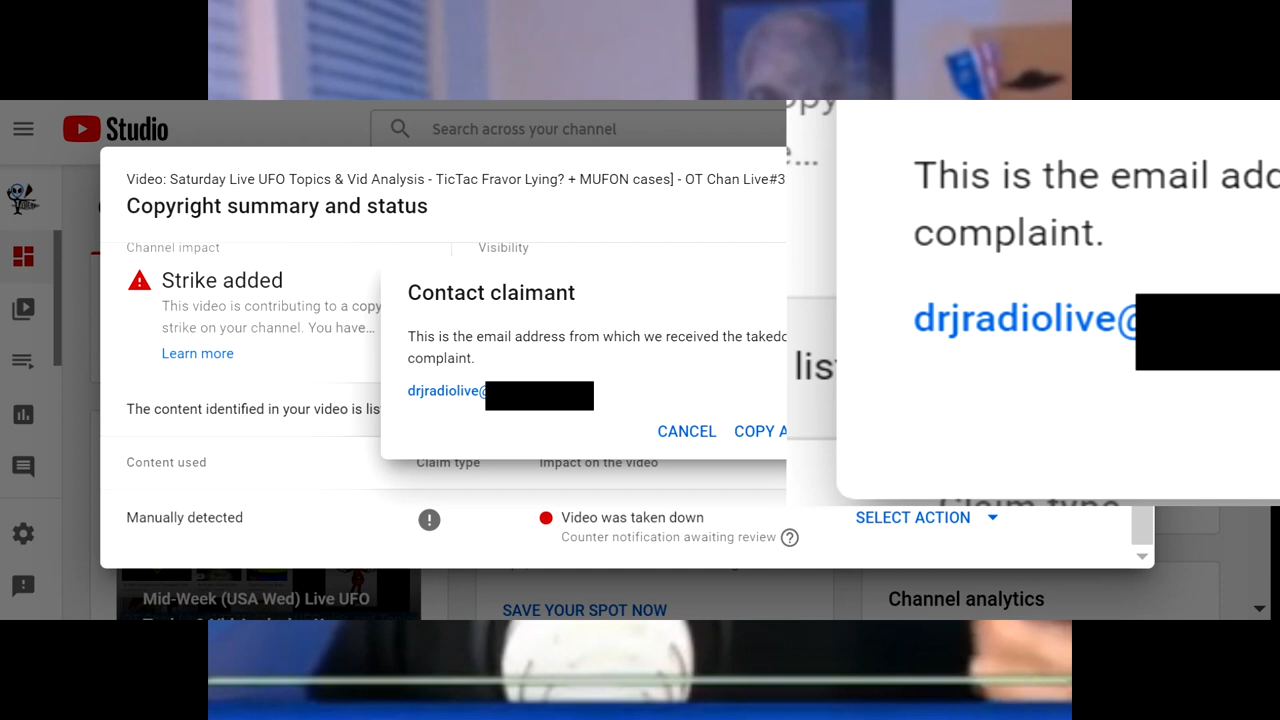 Studio
Search across your channel
Video: Saturday Live UFO Topics & Vid Analysis - TicTac Fravor Lying? + MUFON cases] - OT Chan Live#3
Copyright summary and status
Channel impact
Visibility
Strike added
This video is contributing to a copy
strike on your channel. You have...
Learn more
Contact claimant
This is the email address from which we received the takedo
complaint.
drjradiolive@
CANCEL
COPY A
The content identified in your video is lis
Content used
Claim type
Impact on the video
Manually detected
Video was taken down
Counter notification awaiting review
SELECT ACTION
opy
e...
This is the email add
complaint.
drjradiolive@
lis
Claim type
Mid-Week (USA Wed) Live UFO
SAVE YOUR SPOT NOW
Channel analytics